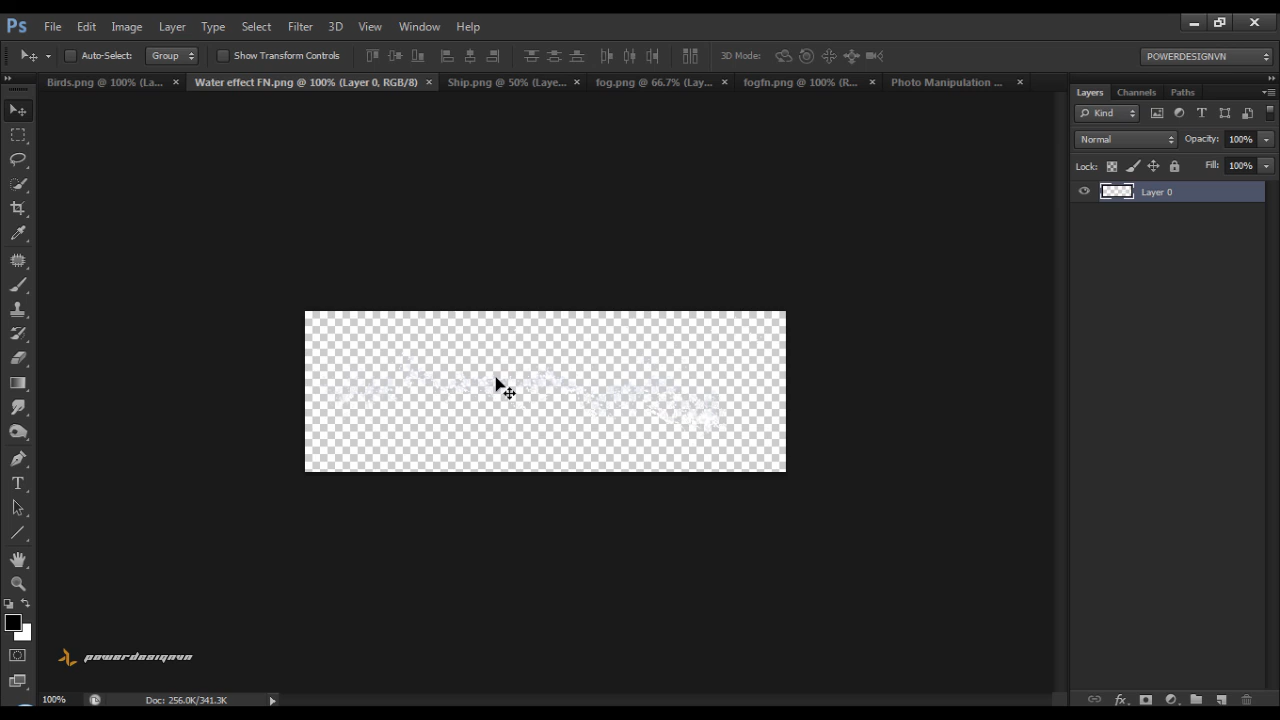 Ps File Edit Image Layer Type Select Filter 3D View Window Help
Auto-Select: Group Show Transform Controls 3D Mode: POWERDESIGNVN
Birds.png @ 100% (La... × Water effect FN.png @ 100% (Layer 0, RGB/8) × Ship.png @ 50% (Laye... × fog.png @ 66.7% (Lay... × fogfn.png @ 100% (R... × Photo Manipulation ... ×
Layers Channels Paths
Kind
Normal Opacity: 100%
Lock: Fill: 100%
Layer 0
powerdesignvn
100% Doc: 256.0K/341.3K